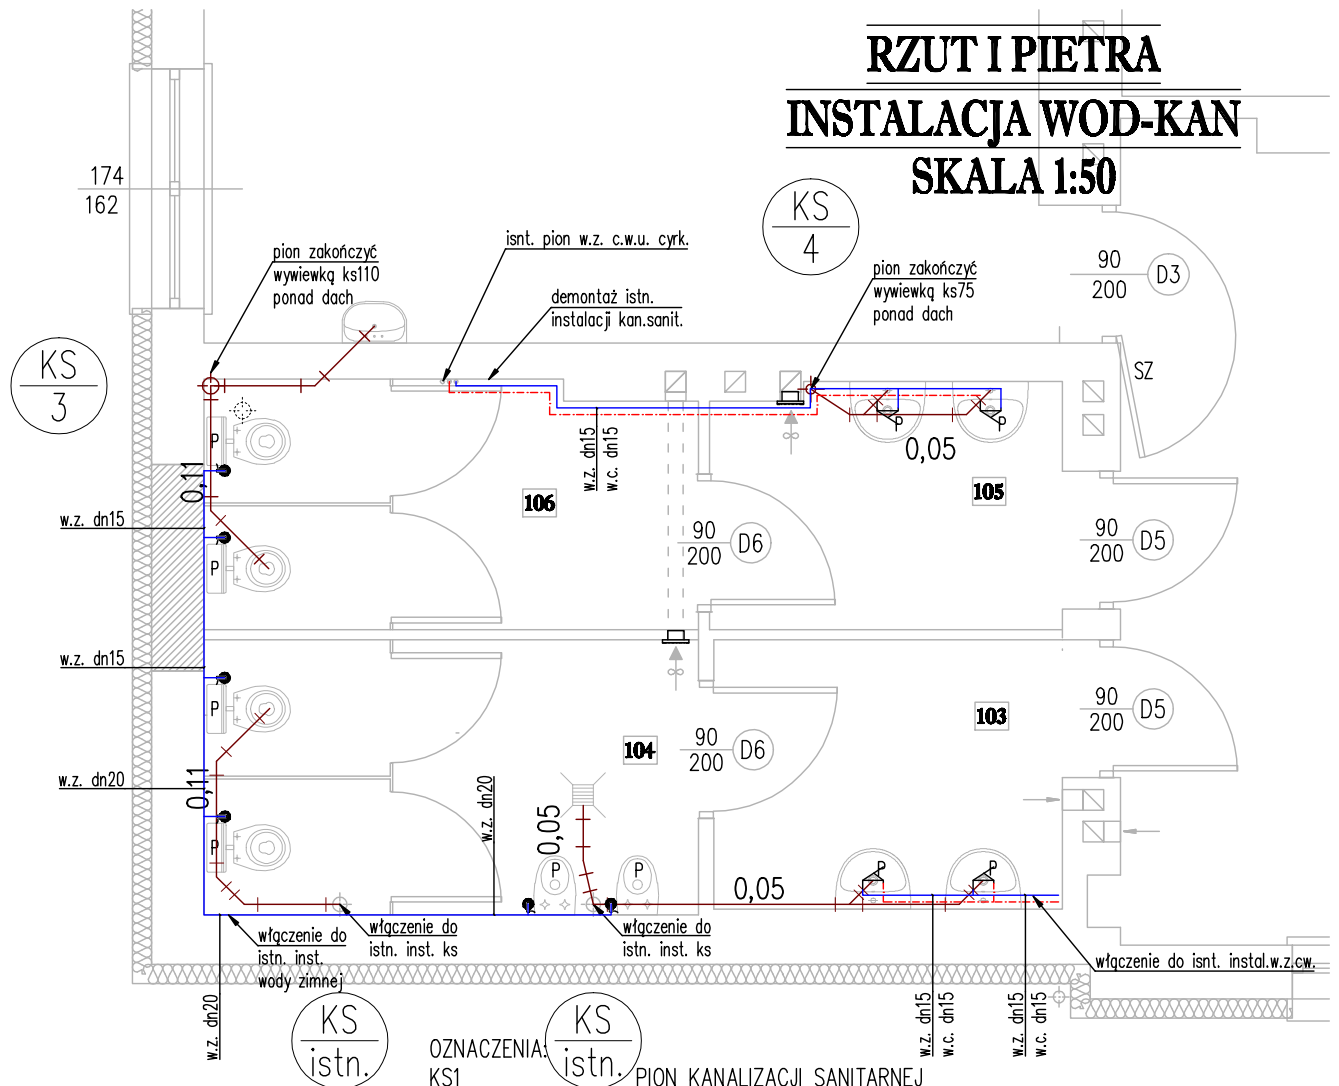 RZUT I PIETRA
INSTALACJA WOD-KAN
SKALA 1:50
174
162
KS
4
isnt. pion w.z. c.w.u. cyrk.
pion zakończyć
wywiewką ks110
ponad dach
demontaż istn.
instalacji kan.sanit.
pion zakończyć
wywiewką ks75
ponad dach
90
200
D3
KS
3
SZ
P
0,11
w.z. dn15
w.c. dn15
P
P
0,05
106
105
w.z. dn15
P
90
200
D6
90
200
D5
w.z. dn15
P
90
200
D5
103
104
90
200
D6
w.z. dn20
0,11
w.z. dn20
0,05
P
P
P
0,05
P
P
włączenie do
istn. inst.
wody zimnej
włączenie do
istn. inst. ks
włączenie do
istn. inst. ks
włączenie do isnt. instal.w.z.cw.
w.z. dn20
w.z. dn15
w.c. dn15
w.z. dn15
w.c. dn15
KS
istn.
KS
istn.
OZNACZENIA:
KS1
PION KANALIZACJI SANITARNEJ